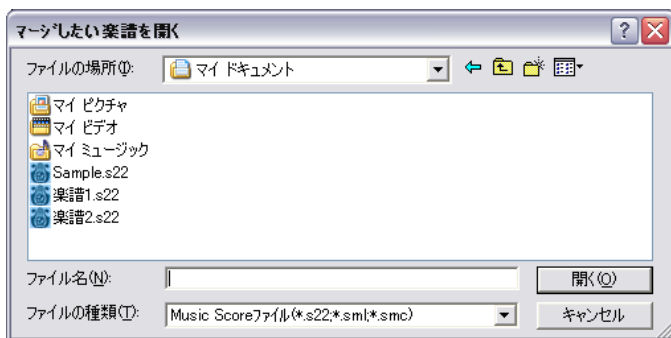 マージしたい楽譜を開く
ファイルの場所(I):
マイ ドキュメント
マイ ピクチャ
マイ ビデオ
マイ ミュージック
Sample.s22
楽譜1.s22
楽譜2.s22
ファイル名(N):
開く(O)
ファイルの種類(T):
Music Scoreファイル(*.s22;*.sml;*.smc)
キャンセル